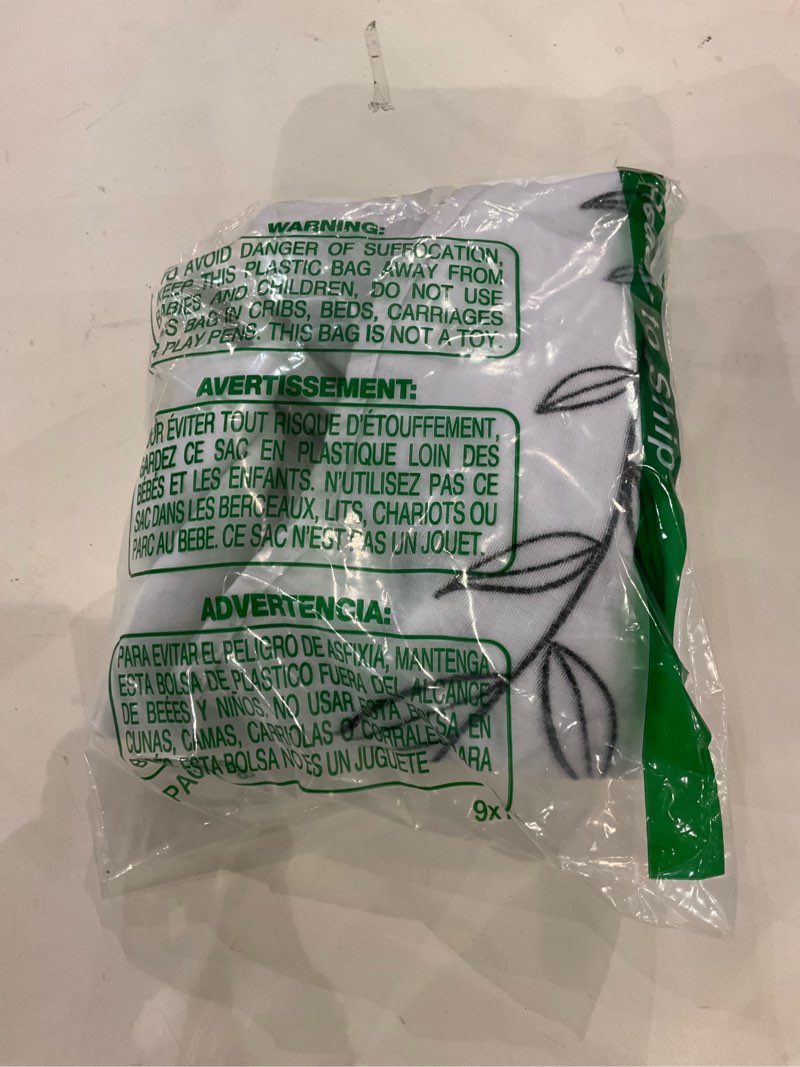 WARNING:
TO AVOID DANGER OF SUFFOCATION,
KEEP THIS PLASTIC BAG AWAY FROM
BABIES AND CHILDREN, DO NOT USE
BAG IN CRIBS, BEDS, CARRIAGES
PLAY PENS. THIS BAG IS NOT A TOY.
AVERTISSEMENT:
ÉVITER TOUT RISQUE D'ÉTOUFFEMENT,
GARDEZ CE SAC EN PLASTIQUE LOIN DES
BÉBÉS ET LES ENFANTS. N'UTILISEZ PAS CE
SAC DANS LES BERCEAUX, LITS, CHARIOTS OU
PARC AU BEBE. CE SAC N'EST PAS UN JOUET.
ADVERTENCIA:
PARA EVITAR EL PELIGRO DE ASFIXIA, MANTENGA
ESTA BOLSA DE PLASTICO FUERA DEL ALCANCE
DE BEBES Y NINOS. NO USAR ESTA EN
CUNAS, CAMAS, CARRIOLAS O CORRALES EN
ESTA BOLSA NO ES UN JUGUETE
9x
to ship